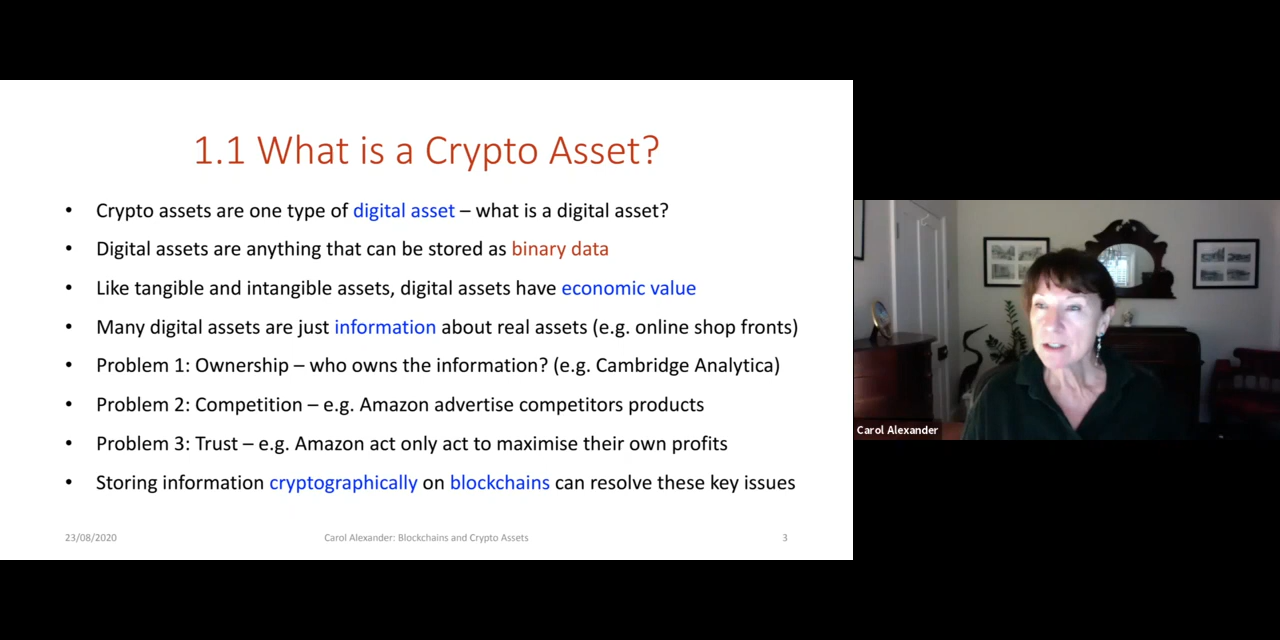 1.1 What is a Crypto Asset?
• Crypto assets are one type of digital asset – what is a digital asset?
• Digital assets are anything that can be stored as binary data
• Like tangible and intangible assets, digital assets have economic value
• Many digital assets are just information about real assets (e.g. online shop fronts)
• Problem 1: Ownership – who owns the information? (e.g. Cambridge Analytica)
• Problem 2: Competition – e.g. Amazon advertise competitors products
• Problem 3: Trust – e.g. Amazon act only act to maximise their own profits
• Storing information cryptographically on blockchains can resolve these key issues
23/08/2020
Carol Alexander: Blockchains and Crypto Assets
3
Carol Alexander